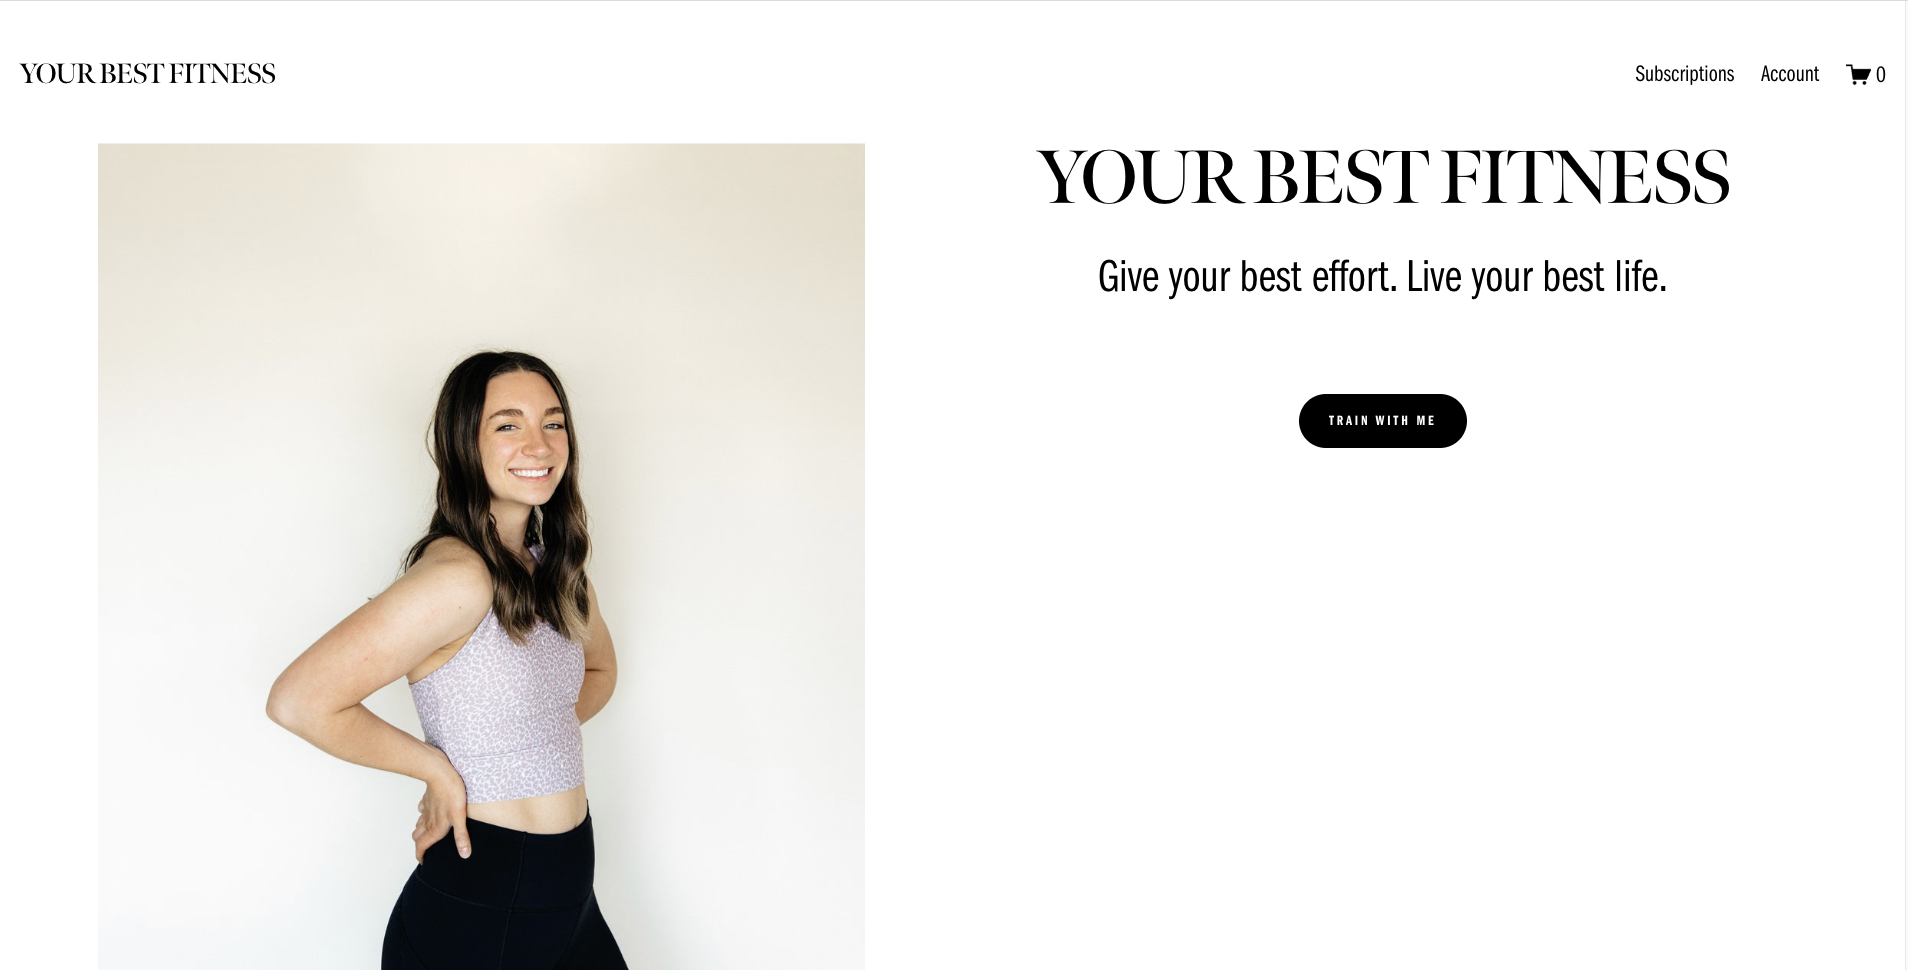 YOUR BEST FITNESS
Subscriptions
Account
0
YOUR BEST FITNESS
Give your best effort. Live your best life.
TRAIN WITH ME